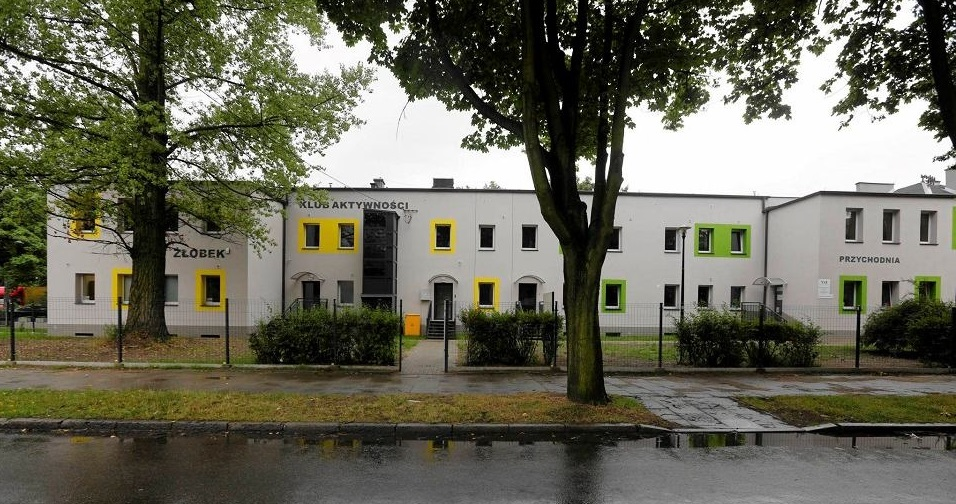 KLUB AKTYWNOŚCI
ŻŁOBEK
PRZYCHODNIA